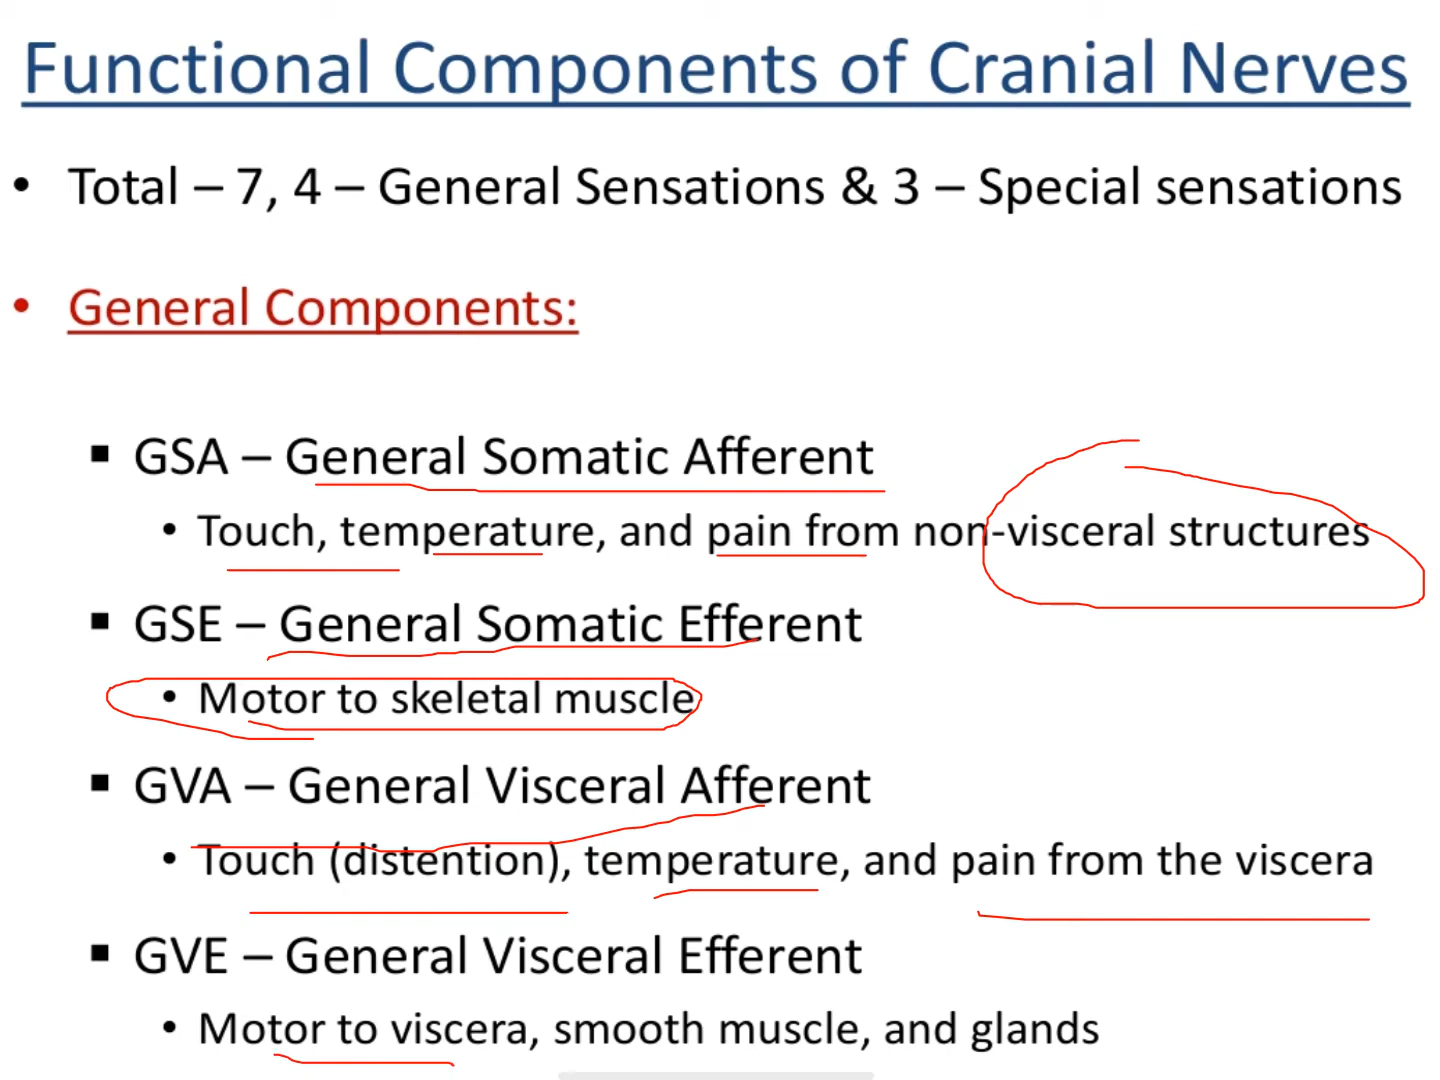 Functional Components of Cranial Nerves
• Total – 7, 4 – General Sensations & 3 – Special sensations
• General Components:
▪ GSA – General Somatic Afferent
• Touch, temperature, and pain from non-visceral structures
▪ GSE – General Somatic Efferent
• Motor to skeletal muscle
▪ GVA – General Visceral Afferent
• Touch (distention), temperature, and pain from the viscera
▪ GVE – General Visceral Efferent
• Motor to viscera, smooth muscle, and glands